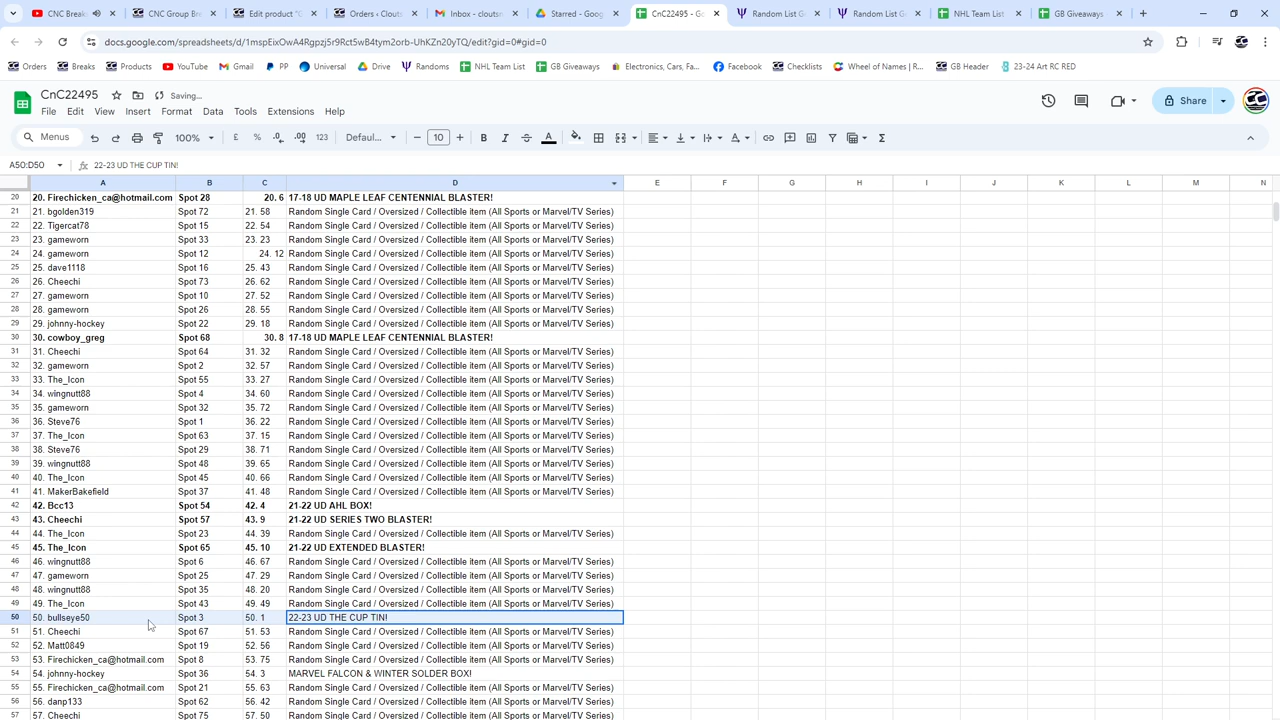 CNC Break
CNC Group Bre
Edit product "G
Orders ‹ Clouts
Inbox - cloutsn
Starred - Goog
CnC22495 - Go
Random List G
Random List Ge
NHL Team List
GB Giveaways
docs.google.com/spreadsheets/d/1mspEixOwA4Rgpzj5r9Rct5wB4tym2orb-UhKZn20yTQ/edit?gid=0#gid=0
Orders Breaks Products YouTube Gmail PP Universal Drive Randoms NHL Team List GB Giveaways Electronics, Cars, Fa... Facebook Checklists Wheel of Names | R... GB Header 23-24 Art RC RED
CnC22495 Saving...
File Edit View Insert Format Data Tools Extensions Help
Share
Menus 100% £ % .0 .00 123 Defaul... 10
A50:D50 22-23 UD THE CUP TIN!
A B C D E F G H I J K L M N
20 20. Firechicken_ca@hotmail.com Spot 28 20. 6 17-18 UD MAPLE LEAF CENTENNIAL BLASTER!
21 21. bgolden319 Spot 72 21. 58 Random Single Card / Oversized / Collectible item (All Sports or Marvel/TV Series)
22 22. Tigercat78 Spot 15 22. 54 Random Single Card / Oversized / Collectible item (All Sports or Marvel/TV Series)
23 23. gameworn Spot 33 23. 23 Random Single Card / Oversized / Collectible item (All Sports or Marvel/TV Series)
24 24. gameworn Spot 12 24. 12 Random Single Card / Oversized / Collectible item (All Sports or Marvel/TV Series)
25 25. dave1118 Spot 16 25. 43 Random Single Card / Oversized / Collectible item (All Sports or Marvel/TV Series)
26 26. Cheechi Spot 73 26. 62 Random Single Card / Oversized / Collectible item (All Sports or Marvel/TV Series)
27 27. gameworn Spot 10 27. 52 Random Single Card / Oversized / Collectible item (All Sports or Marvel/TV Series)
28 28. gameworn Spot 26 28. 55 Random Single Card / Oversized / Collectible item (All Sports or Marvel/TV Series)
29 29. johnny-hockey Spot 22 29. 18 Random Single Card / Oversized / Collectible item (All Sports or Marvel/TV Series)
30 30. cowboy_greg Spot 68 30. 8 17-18 UD MAPLE LEAF CENTENNIAL BLASTER!
31 31. Cheechi Spot 64 31. 32 Random Single Card / Oversized / Collectible item (All Sports or Marvel/TV Series)
32 32. gameworn Spot 2 32. 57 Random Single Card / Oversized / Collectible item (All Sports or Marvel/TV Series)
33 33. The_Icon Spot 55 33. 27 Random Single Card / Oversized / Collectible item (All Sports or Marvel/TV Series)
34 34. wingnutt88 Spot 4 34. 60 Random Single Card / Oversized / Collectible item (All Sports or Marvel/TV Series)
35 35. gameworn Spot 32 35. 72 Random Single Card / Oversized / Collectible item (All Sports or Marvel/TV Series)
36 36. Steve76 Spot 1 36. 22 Random Single Card / Oversized / Collectible item (All Sports or Marvel/TV Series)
37 37. The_Icon Spot 63 37. 15 Random Single Card / Oversized / Collectible item (All Sports or Marvel/TV Series)
38 38. Steve76 Spot 29 38. 71 Random Single Card / Oversized / Collectible item (All Sports or Marvel/TV Series)
39 39. wingnutt88 Spot 48 39. 65 Random Single Card / Oversized / Collectible item (All Sports or Marvel/TV Series)
40 40. The_Icon Spot 45 40. 66 Random Single Card / Oversized / Collectible item (All Sports or Marvel/TV Series)
41 41. MakerBakefield Spot 37 41. 48 Random Single Card / Oversized / Collectible item (All Sports or Marvel/TV Series)
42 42. Bcc13 Spot 54 42. 4 21-22 UD AHL BOX!
43 43. Cheechi Spot 57 43. 9 21-22 UD SERIES TWO BLASTER!
44 44. The_Icon Spot 23 44. 39 Random Single Card / Oversized / Collectible item (All Sports or Marvel/TV Series)
45 45. The_Icon Spot 65 45. 10 21-22 UD EXTENDED BLASTER!
46 46. wingnutt88 Spot 6 46. 67 Random Single Card / Oversized / Collectible item (All Sports or Marvel/TV Series)
47 47. gameworn Spot 25 47. 29 Random Single Card / Oversized / Collectible item (All Sports or Marvel/TV Series)
48 48. wingnutt88 Spot 35 48. 20 Random Single Card / Oversized / Collectible item (All Sports or Marvel/TV Series)
49 49. The_Icon Spot 43 49. 49 Random Single Card / Oversized / Collectible item (All Sports or Marvel/TV Series)
50 50. bullseye50 Spot 3 50. 1 22-23 UD THE CUP TIN!
51 51. Cheechi Spot 67 51. 53 Random Single Card / Oversized / Collectible item (All Sports or Marvel/TV Series)
52 52. Matt0849 Spot 19 52. 56 Random Single Card / Oversized / Collectible item (All Sports or Marvel/TV Series)
53 53. Firechicken_ca@hotmail.com Spot 8 53. 75 Random Single Card / Oversized / Collectible item (All Sports or Marvel/TV Series)
54 54. johnny-hockey Spot 36 54. 3 MARVEL FALCON & WINTER SOLDER BOX!
55 55. Firechicken_ca@hotmail.com Spot 21 55. 63 Random Single Card / Oversized / Collectible item (All Sports or Marvel/TV Series)
56 56. danp133 Spot 62 56. 42 Random Single Card / Oversized / Collectible item (All Sports or Marvel/TV Series)
57 57. Cheechi Spot 75 57. 50 Random Single Card / Oversized / Collectible item (All Sports or Marvel/TV Series)